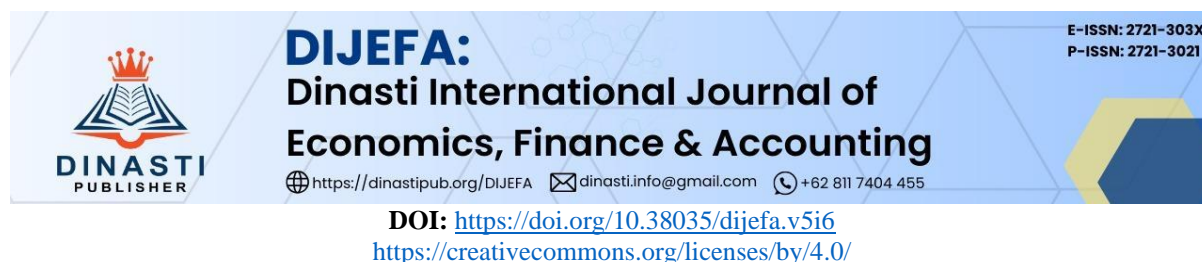 DINASTI
PUBLISHER
DIJEFA:
Dinasti International Journal of
Economics, Finance & Accounting
https://dinastipub.org/DIJEFA dinasti.info@gmail.com +62 811 7404 455
E-ISSN: 2721-303X
P-ISSN: 2721-3021
DOI: https://doi.org/10.38035/dijefa.v5i6
https://creativecommons.org/licenses/by/4.0/